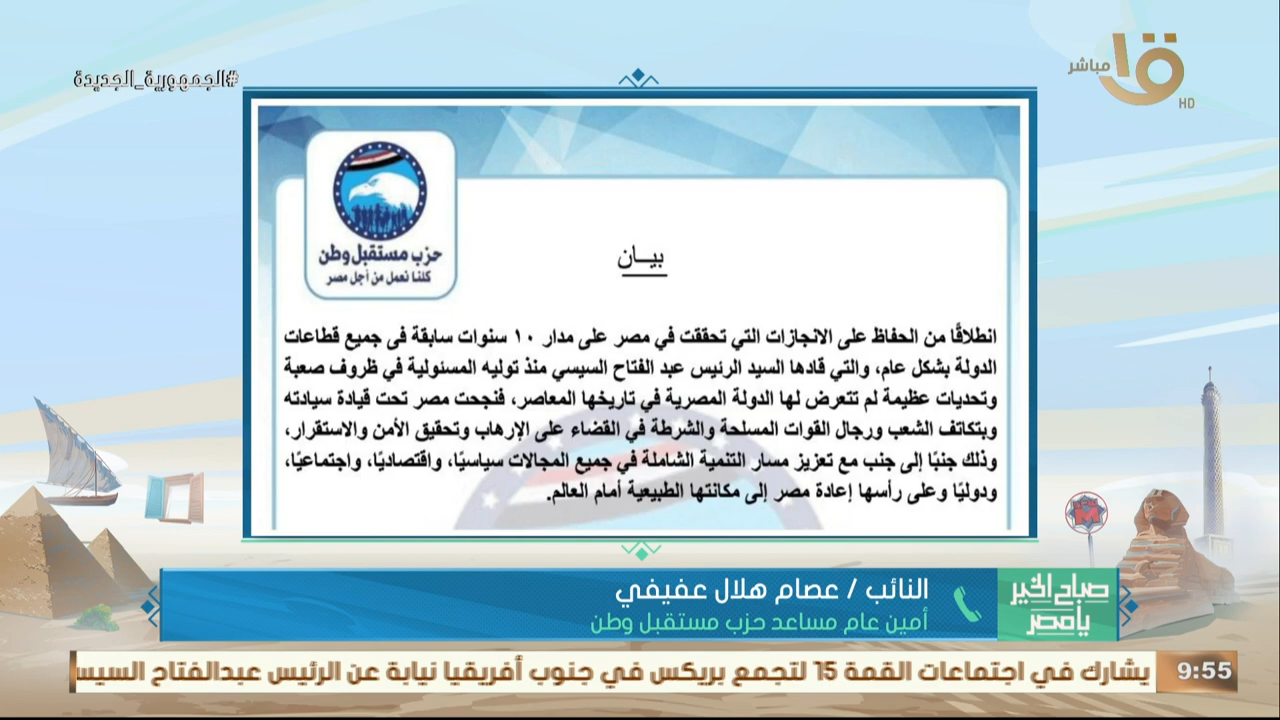 #الجمهورية_الجديدة
مباشر
HD
حزب مستقبل وطن
كلنا نعمل من أجل مصر
بيـــان
انطلاقًا من الحفاظ على الانجازات التي تحققت في مصر على مدار ١٠ سنوات سابقة فى جميع قطاعات
الدولة بشكل عام، والتي قادها السيد الرئيس عبد الفتاح السيسي منذ توليه المسئولية في ظروف صعبة
وتحديات عظيمة لم تتعرض لها الدولة المصرية في تاريخها المعاصر، فنجحت مصر تحت قيادة سيادته
وبتكاتف الشعب ورجال القوات المسلحة والشرطة في القضاء على الإرهاب وتحقيق الأمن والاستقرار،
وذلك جنبًا إلى جنب مع تعزيز مسار التنمية الشاملة في جميع المجالات سياسيًا، واقتصاديًا، واجتماعيًا،
ودوليًا وعلى رأسها إعادة مصر إلى مكانتها الطبيعية أمام العالم.
M
صباح الخير
يا مصر
النائب / عصام هلال عفيفي
أمين عام مساعد حزب مستقبل وطن
9:55
يشارك في اجتماعات القمة 15 لتجمع بريكس في جنوب أفريقيا نيابة عن الرئيس عبدالفتاح السيس